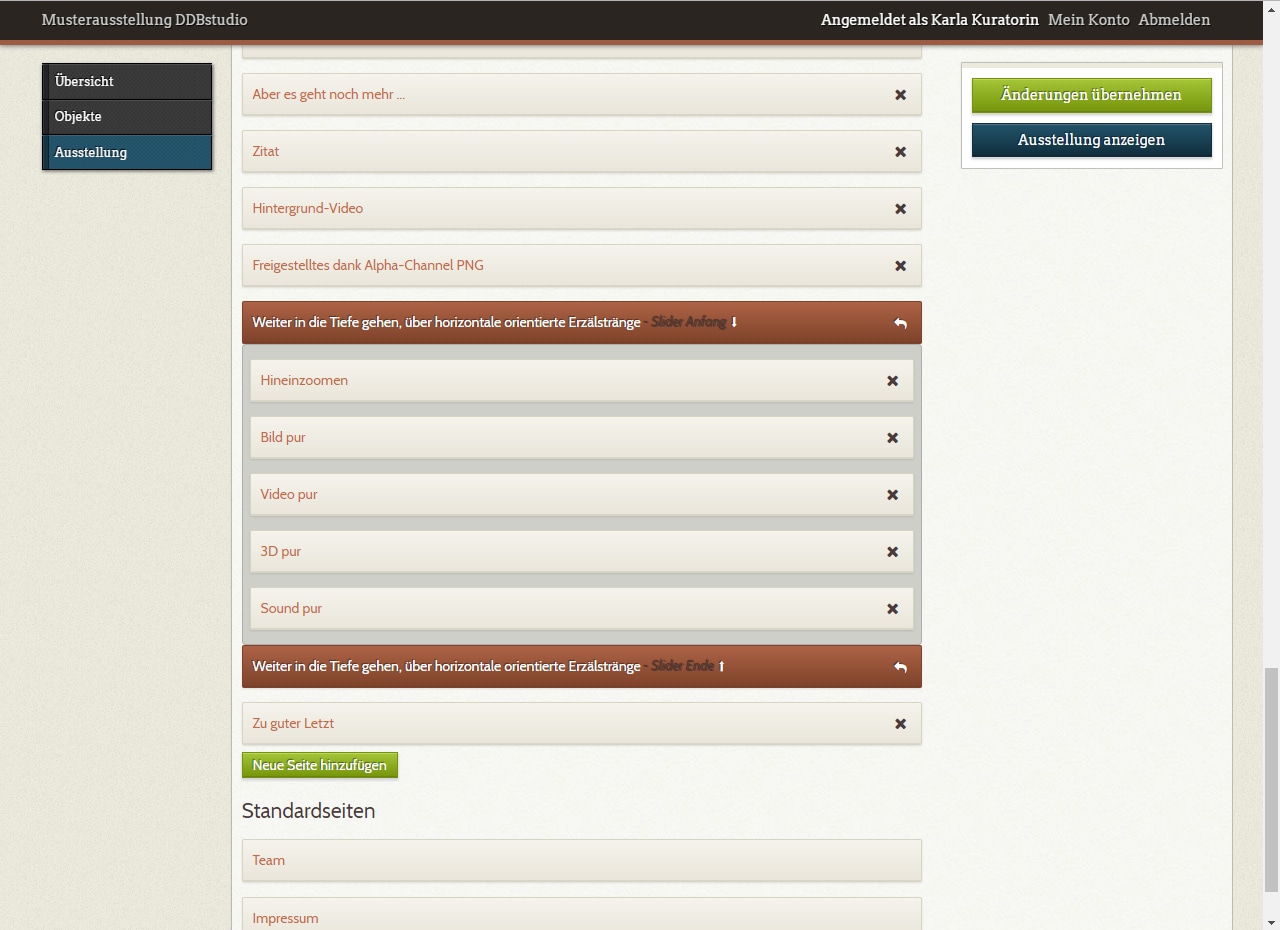 Musterausstellung DDBstudio
Angemeldet als Karla Kuratorin Mein Konto Abmelden
Übersicht
Objekte
Ausstellung
Aber es geht noch mehr ...
Zitat
Hintergrund-Video
Freigestelltes dank Alpha-Channel PNG
Weiter in die Tiefe gehen, über horizontale orientierte Erzälstränge - Slider Anfang
Hineinzoomen
Bild pur
Video pur
3D pur
Sound pur
Weiter in die Tiefe gehen, über horizontale orientierte Erzälstränge - Slider Ende
Zu guter Letzt
Neue Seite hinzufügen
Standardseiten
Team
Impressum
Änderungen übernehmen
Ausstellung anzeigen